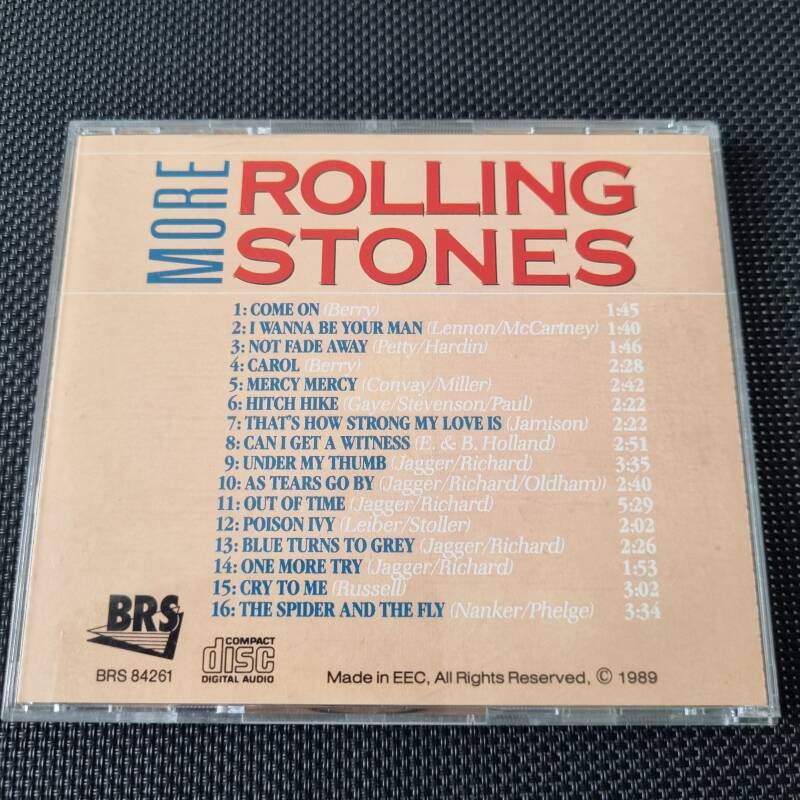 MORE
ROLLING
STONES
1: COME ON (Berry) 1:45
2: I WANNA BE YOUR MAN (Lennon/McCartney) 1:40
3: NOT FADE AWAY (Petty/Hardin) 1:46
4: CAROL (Berry) 2:28
5: MERCY MERCY (Convay/Miller) 2:42
6: HITCH HIKE (Gaye/Stevenson/Paul) 2:22
7: THAT'S HOW STRONG MY LOVE IS (Jamison) 2:22
8: CAN I GET A WITNESS (E. & B. Holland) 2:51
9: UNDER MY THUMB (Jagger/Richard) 3:35
10: AS TEARS GO BY (Jagger/Richard/Oldham)) 2:40
11: OUT OF TIME (Jagger/Richard) 5:29
12: POISON IVY (Leiber/Stoller) 2:02
13: BLUE TURNS TO GREY (Jagger/Richard) 2:26
14: ONE MORE TRY (Jagger/Richard) 1:53
15: CRY TO ME (Russell) 3:02
16: THE SPIDER AND THE FLY (Nanker/Phelge) 3:34
BRS
BRS 84261
COMPACT
disc
DIGITAL AUDIO
Made in EEC, All Rights Reserved, © 1989